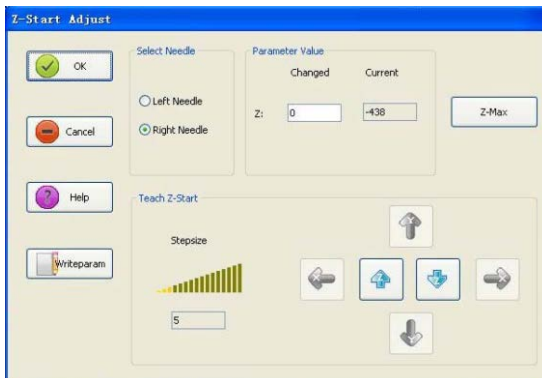 Z-Start Adjust
OK
Cancel
Help
Writeparam
Select Needle
Left Needle
Right Needle
Parameter Value
Changed Current
Z: 0 -438
Z-Max
Teach Z-Start
Stepsize
5
X
Z Z